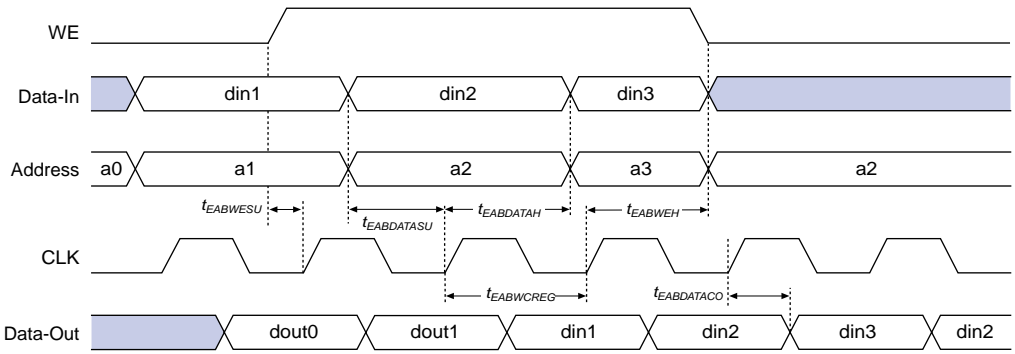 WE
Data-In din1 din2 din3
Address a0 a1 a2 a3 a2
tEABWESU tEABDATASU tEABDATAH tEABWEH
CLK
tEABWCREG tEABDATACO
Data-Out dout0 dout1 din1 din2 din3 din2